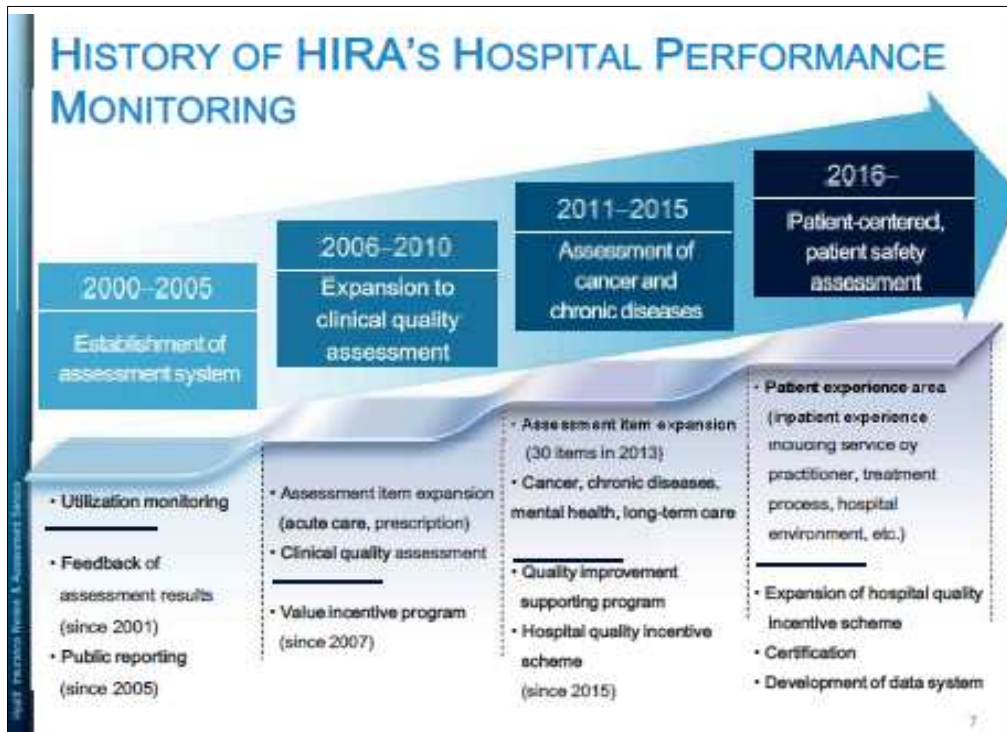 HISTORY OF HIRA'S HOSPITAL PERFORMANCE
MONITORING
2000–2005
Establishment of
assessment system
2006–2010
Expansion to
clinical quality
assessment
2011–2015
Assessment of
cancer and
chronic diseases
2016–
Patient-centered,
patient safety
assessment
• Utilization monitoring
• Feedback of
assessment results
(since 2001)
• Public reporting
(since 2005)
• Assessment item expansion
(acute care, prescription)
• Clinical quality assessment
• Value incentive program
(since 2007)
• Assessment item expansion
(30 items in 2013)
• Cancer, chronic diseases,
mental health, long-term care
• Quality improvement
supporting program
• Hospital quality incentive
scheme
(since 2015)
• Patient experience area
(inpatient experience
including service by
practitioner, treatment
process, hospital
environment, etc.)
• Expansion of hospital quality
incentive scheme
• Certification
• Development of data system
7